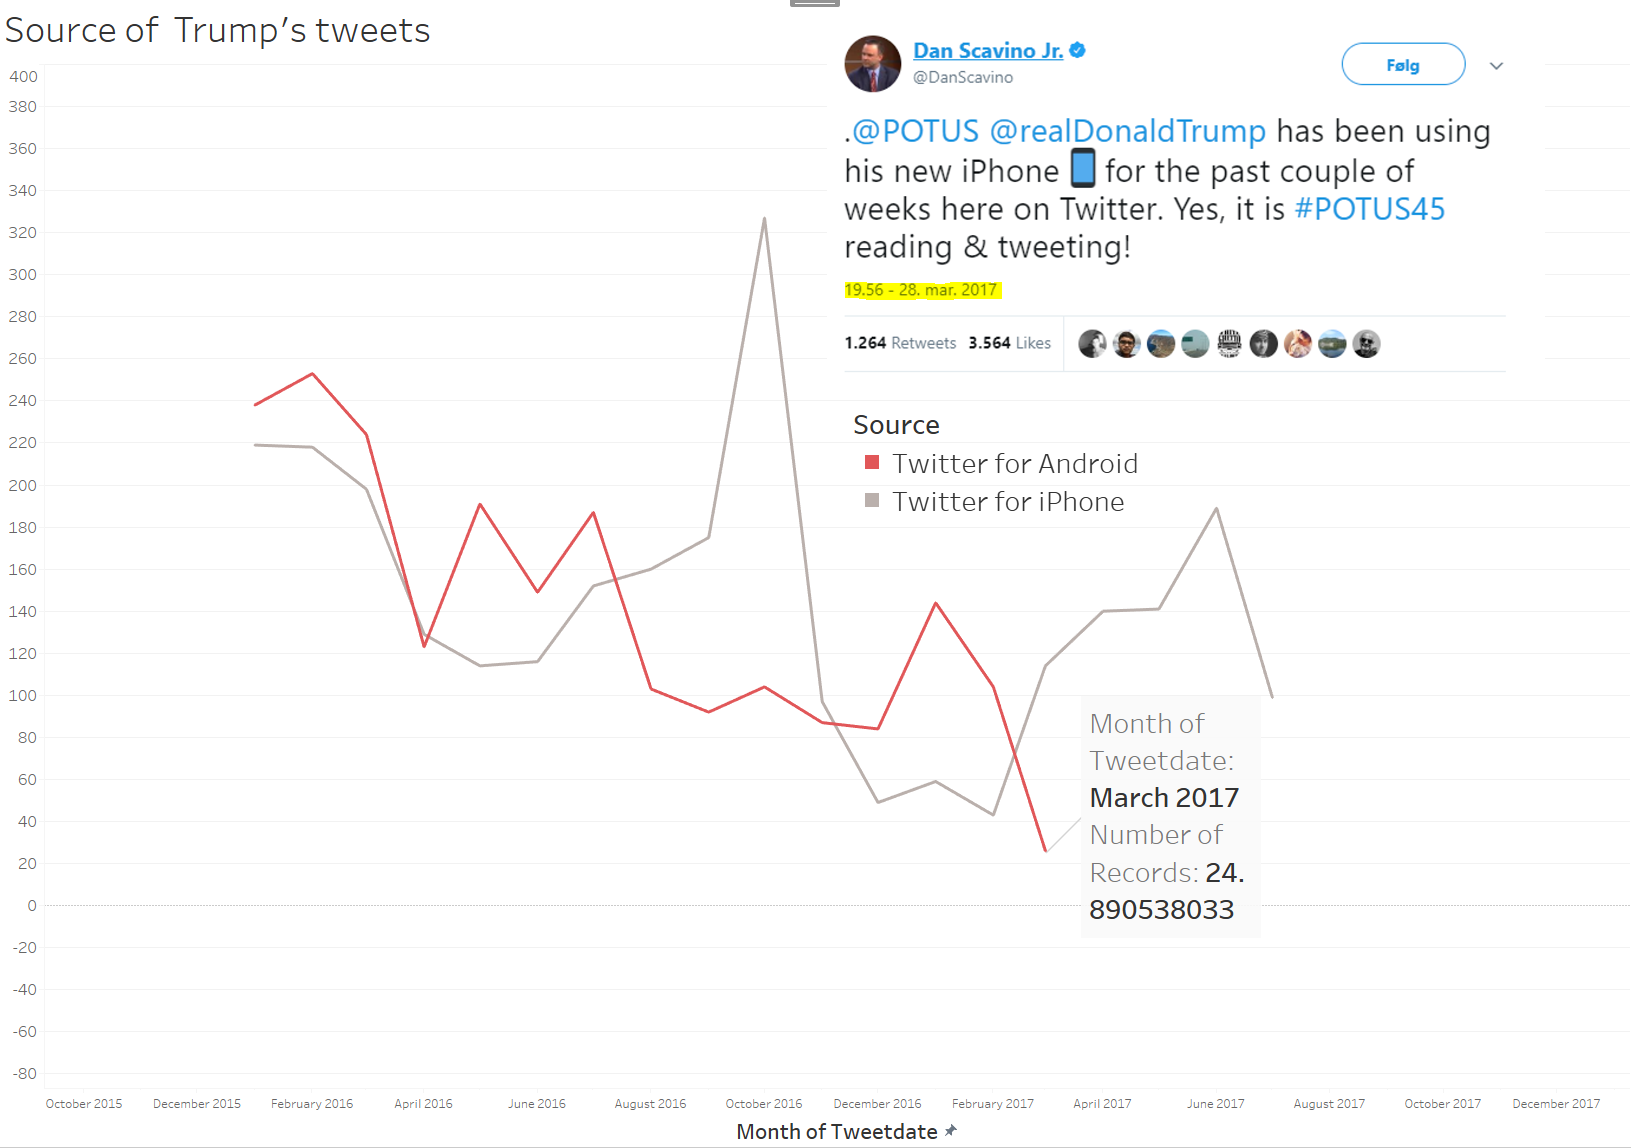 Source of Trump's tweets
Dan Scavino Jr.
@DanScavino
Følg
.@POTUS @realDonaldTrump has been using
his new iPhone 📱 for the past couple of
weeks here on Twitter. Yes, it is #POTUS45
reading & tweeting!
19.56 - 28. mar. 2017
1.264 Retweets 3.564 Likes
Source
Twitter for Android
Twitter for iPhone
400
380
360
340
320
300
280
260
240
220
200
180
160
140
120
100
80
60
40
20
0
-20
-40
-60
-80
Month of
Tweetdate:
March 2017
Number of
Records: 24.
890538033
October 2015 December 2015 February 2016 April 2016 June 2016 August 2016 October 2016 December 2016 February 2017 April 2017 June 2017 August 2017 October 2017 December 2017
Month of Tweetdate